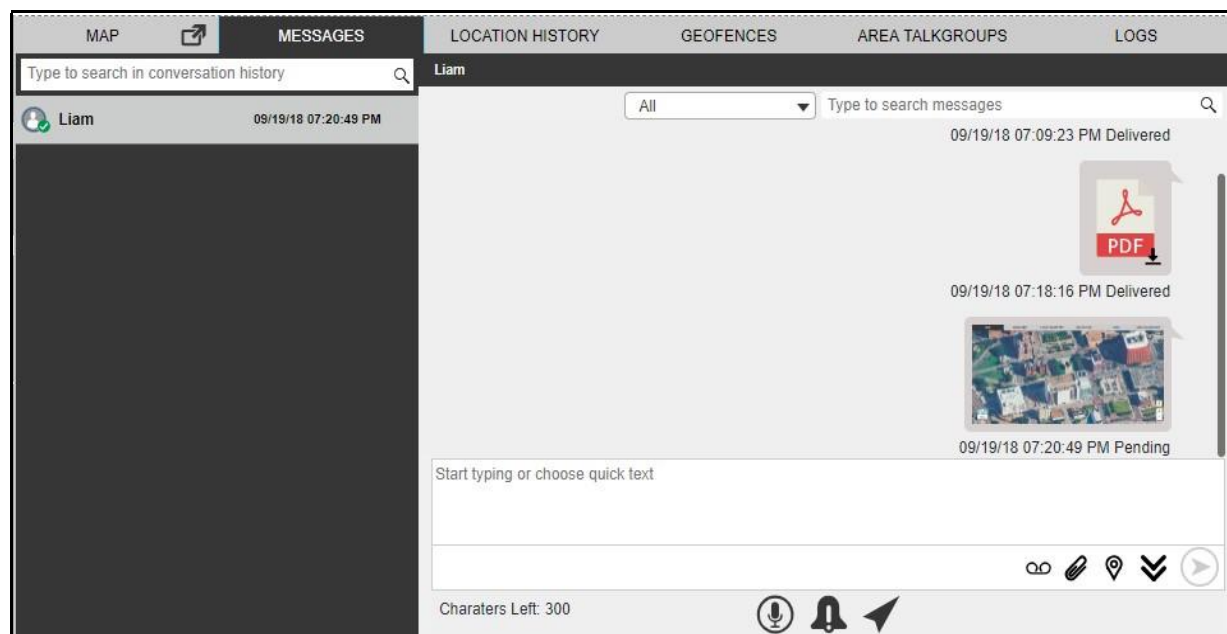 MAP MESSAGES LOCATION HISTORY GEOFENCES AREA TALKGROUPS LOGS
Type to search in conversation history
Liam 09/19/18 07:20:49 PM
Liam
All Type to search messages
09/19/18 07:09:23 PM Delivered
PDF
09/19/18 07:18:16 PM Delivered
09/19/18 07:20:49 PM Pending
Start typing or choose quick text
Charaters Left: 300